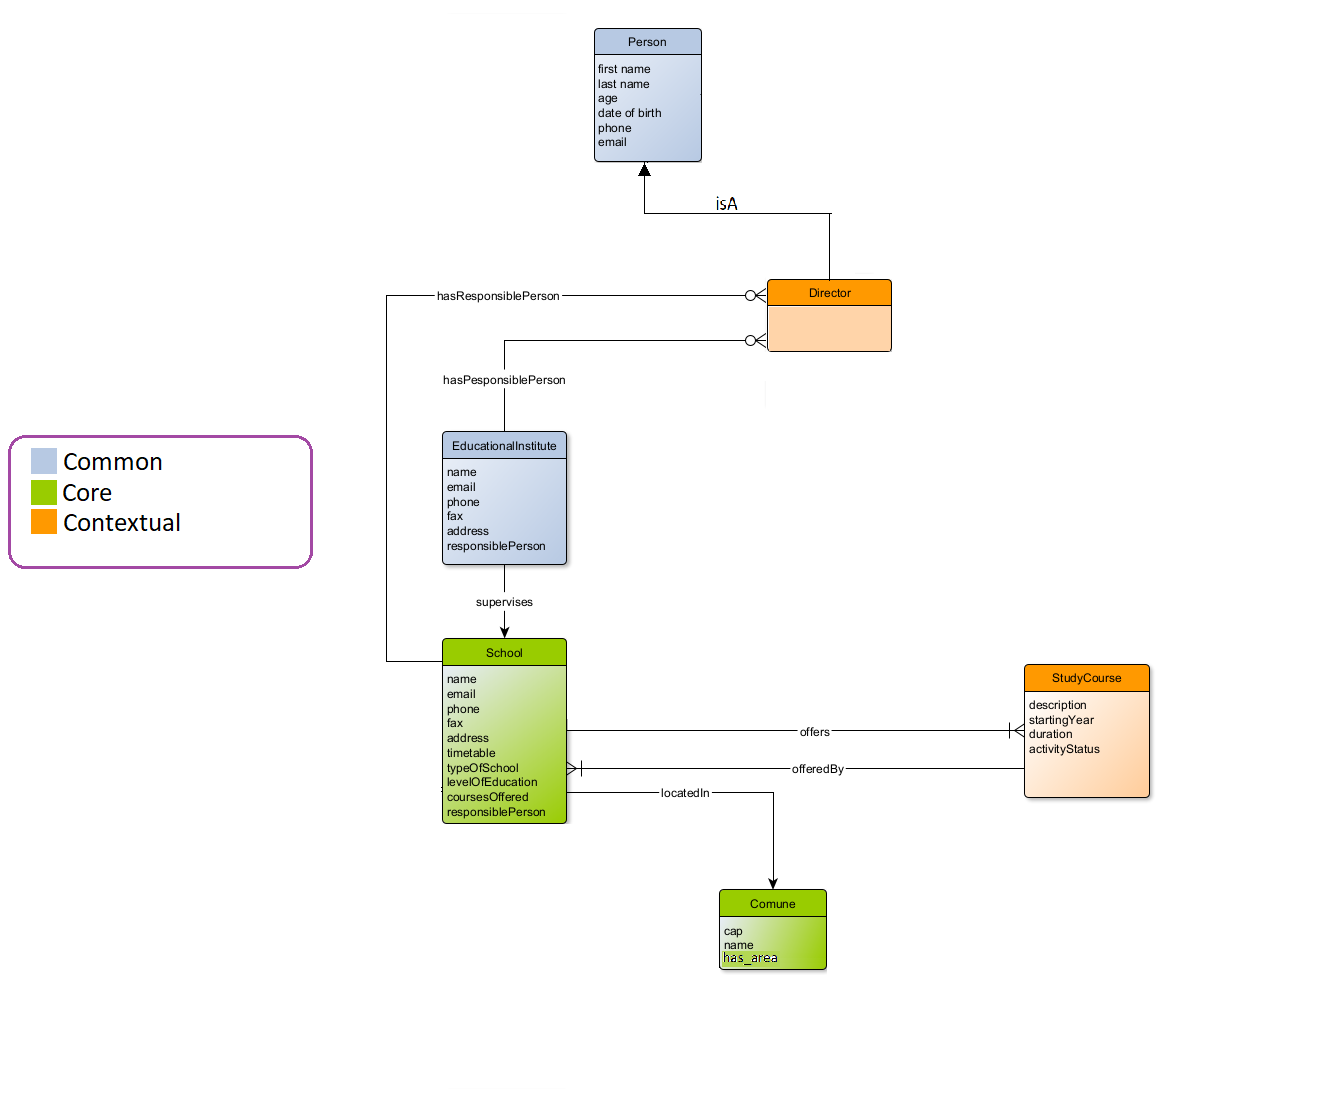 Person
first name
last name
age
date of birth
phone
email
isA
Director
hasResponsiblePerson
hasPesponsiblePerson
EducationalInstitute
name
email
phone
fax
address
responsiblePerson
Common
Core
Contextual
supervises
School
name
email
phone
fax
address
timetable
typeOfSchool
levelOfEducation
coursesOffered
responsiblePerson
StudyCourse
description
startingYear
duration
activityStatus
offers
offeredBy
locatedIn
Comune
cap
name
has_area